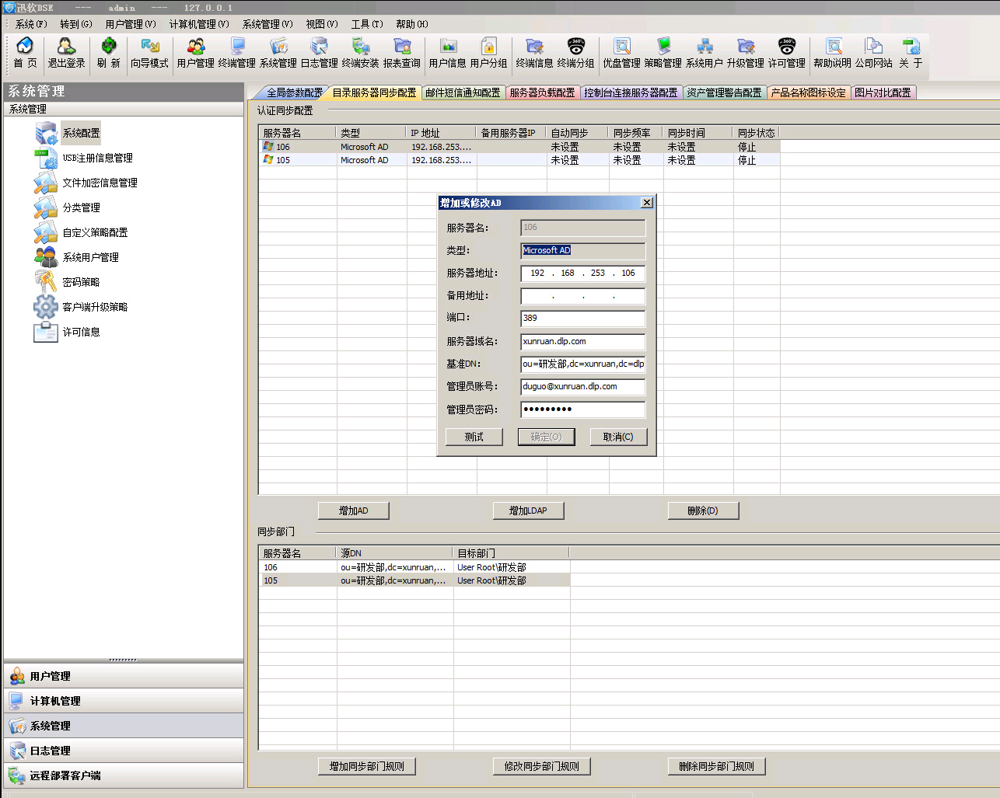 迅软DSE --- admin --- 127.0.0.1
系统(F) 转到(G) 用户管理(V) 计算机管理(V) 系统管理(V) 视图(V) 工具(T) 帮助(H)
首 页 退出登录 刷 新 向导模式 用户管理 终端管理 系统管理 日志管理 终端安装 报表查询 用户信息 用户分组 终端信息 终端分组 优盘管理 策略管理 系统用户 升级管理 许可管理 帮助说明 公司网站 关 于
系统管理
系统管理
系统配置
USB注册信息管理
文件加密信息管理
分类管理
自定义策略配置
系统用户管理
密码策略
客户端升级策略
许可信息
用户管理
计算机管理
系统管理
日志管理
远程部署客户端
全局参数配置 目录服务器同步配置 邮件短信通知配置 服务器负载配置 控制台连接服务器配置 资产管理警告配置 产品名称图标设定 图片对比配置
认证同步配置
服务器名 类型 IP 地址 备用服务器IP 自动同步 同步频率 同步时间 同步状态
106 Microsoft AD 192.168.253.... 未设置 未设置 未设置 停止
105 Microsoft AD 192.168.253.... 未设置 未设置 未设置 停止
增加或修改AD
服务器名: 106
类型: Microsoft AD
服务器地址: 192 . 168 . 253 . 106
备用地址: . . .
端口: 389
服务器域名: xunruan.dlp.com
基准DN: ou=研发部,dc=xunruan,dc=dlp
管理员账号: duguo@xunruan.dlp.com
管理员密码: ●●●●●●●●●
测试 确定(O) 取消(C)
增加AD 增加LDAP 删除(D)
同步部门
服务器名 源DN 目标部门
106 ou=研发部,dc=xunruan,... User Root\研发部
105 ou=研发部,dc=xunruan,... User Root\研发部
增加同步部门规则 修改同步部门规则 删除同步部门规则